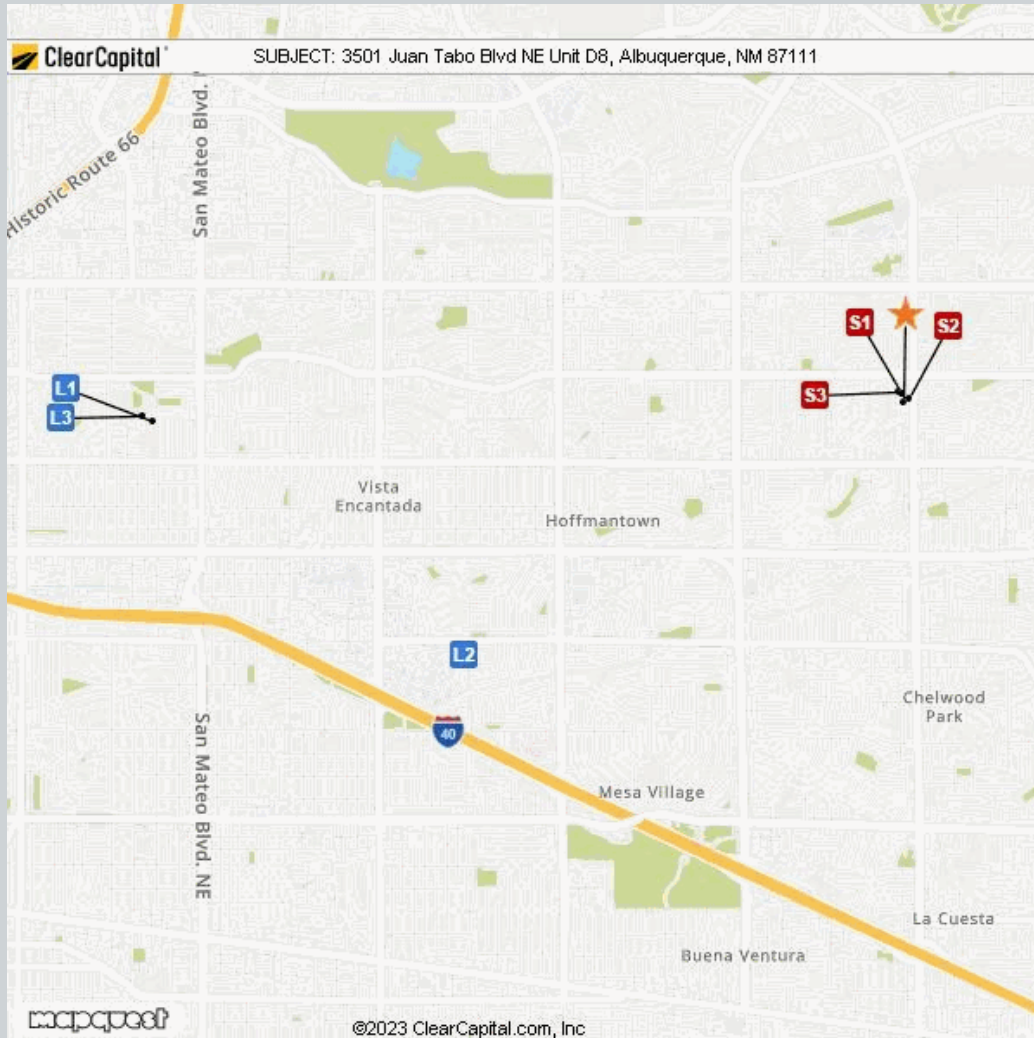 ClearCapital
SUBJECT: 3501 Juan Tabo Blvd NE Unit D8, Albuquerque, NM 87111
San Mateo Blvd.
Historic Route 66
S1
S2
L1
S3
L3
Vista
Encantada
Hoffmantown
L2
Chelwood
Park
40
San Mateo Blvd. NE
Mesa Village
La Cuesta
Buena Ventura
mapquest
©2023 ClearCapital.com, Inc